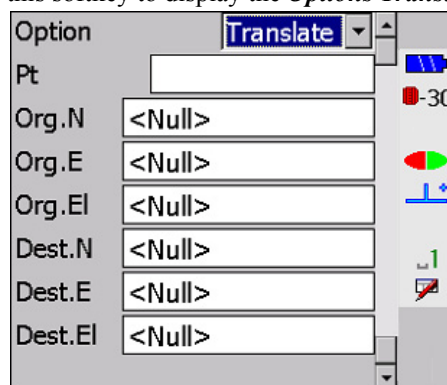 this softkey to display the Options Trans
Option Translate
Pt
Org.N <Null>
Org.E <Null>
Org.El <Null>
Dest.N <Null>
Dest.E <Null>
Dest.El <Null>
-30
1